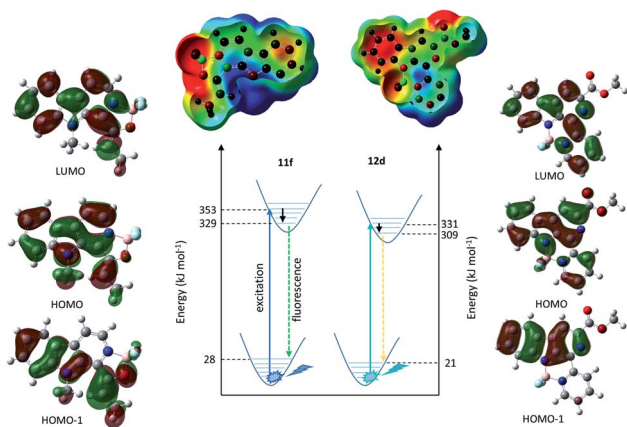 11f
12d
LUMO
HOMO
HOMO-1
Energy (kJ mol⁻¹)
353
329
28
excitation
fluorescence
331
309
21
Energy (kJ mol⁻¹)
LUMO
HOMO
HOMO-1